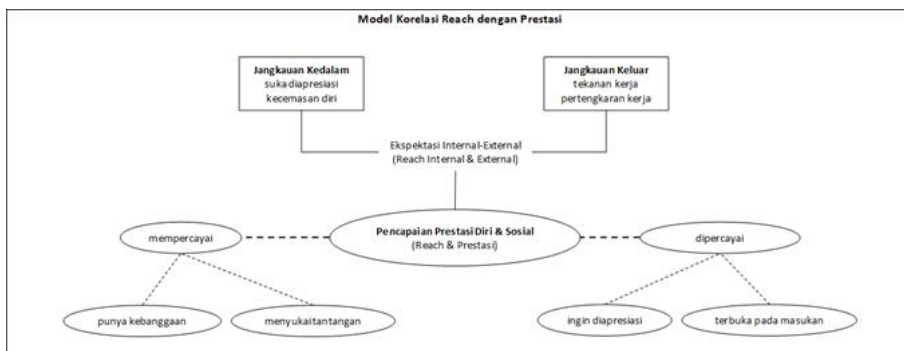 Model Korelasi Reach dengan Prestasi
Jangkauan Kedalam
suka diapresiasi
kecemasan diri
Jangkauan Keluar
tekanan kerja
pertengkaran kerja
Ekspektasi Internal-External
(Reach Internal & External)
Pencapaian Prestasi Diri & Sosial
(Reach & Prestasi)
mempercayai
dipercayai
punya kebanggaan
menyukai tantangan
ingin diapresiasi
terbuka pada masukan